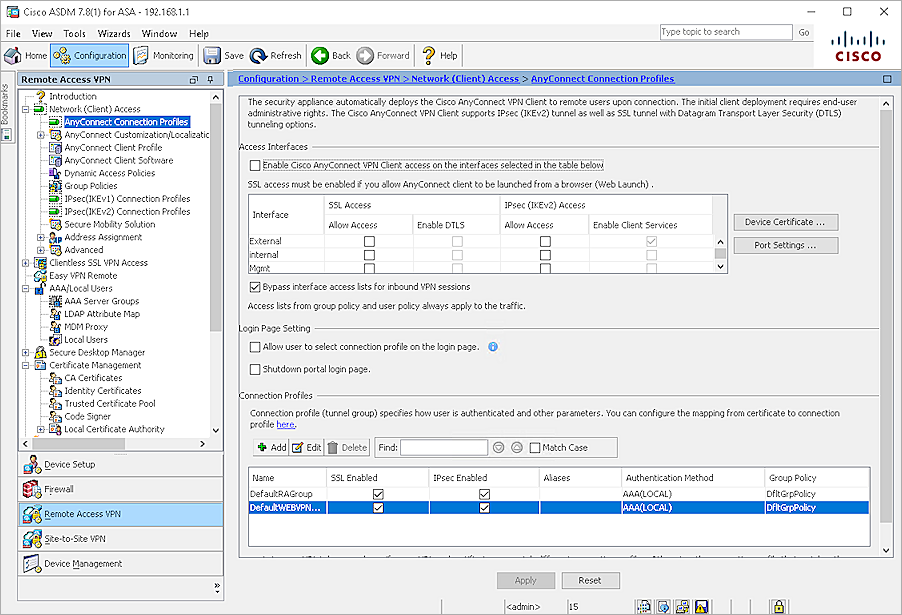 Cisco ASDM 7.8(1) for ASA - 192.168.1.1
File View Tools Wizards Window Help
Type topic to search Go
Home Configuration Monitoring Save Refresh Back Forward Help
CISCO
Bookmarks
Remote Access VPN
Introduction
Network (Client) Access
AnyConnect Connection Profiles
AnyConnect Customization/Localizatio
AnyConnect Client Profile
AnyConnect Client Software
Dynamic Access Policies
Group Policies
IPsec(IKEv1) Connection Profiles
IPsec(IKEv2) Connection Profiles
Secure Mobility Solution
Address Assignment
Advanced
Clientless SSL VPN Access
Easy VPN Remote
AAA/Local Users
AAA Server Groups
LDAP Attribute Map
MDM Proxy
Local Users
Secure Desktop Manager
Certificate Management
CA Certificates
Identity Certificates
Trusted Certificate Pool
Code Signer
Local Certificate Authority
Device Setup
Firewall
Remote Access VPN
Site-to-Site VPN
Device Management
Configuration > Remote Access VPN > Network (Client) Access > AnyConnect Connection Profiles
The security appliance automatically deploys the Cisco AnyConnect VPN Client to remote users upon connection. The initial client deployment requires end-user
administrative rights. The Cisco AnyConnect VPN Client supports IPsec (IKEv2) tunnel as well as SSL tunnel with Datagram Transport Layer Security (DTLS)
tunneling options.
Access Interfaces
Enable Cisco AnyConnect VPN Client access on the interfaces selected in the table below
SSL access must be enabled if you allow AnyConnect client to be launched from a browser (Web Launch) .
Interface SSL Access IPsec (IKEv2) Access
Allow Access Enable DTLS Allow Access Enable Client Services
External
internal
Mgmt
Device Certificate ...
Port Settings ...
Bypass interface access lists for inbound VPN sessions
Access lists from group policy and user policy always apply to the traffic.
Login Page Setting
Allow user to select connection profile on the login page.
Shutdown portal login page.
Connection Profiles
Connection profile (tunnel group) specifies how user is authenticated and other parameters. You can configure the mapping from certificate to connection
profile here.
Add Edit Delete Find: Match Case
Name SSL Enabled IPsec Enabled Aliases Authentication Method Group Policy
DefaultRAGroup AAA(LOCAL) DfltGrpPolicy
DefaultWEBVPN... AAA(LOCAL) DfltGrpPolicy
Apply Reset
<admin> 15